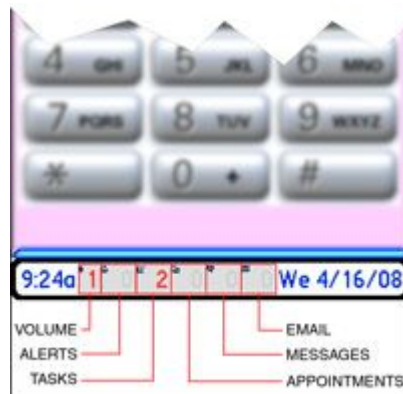 4 GHI 5 JKL 6 MNO
7 PQRS 8 TUV 9 WXYZ
* 0 + #
9:24a 1 0 2 0 0 0 We 4/16/08
VOLUME EMAIL
ALERTS MESSAGES
TASKS APPOINTMENTS